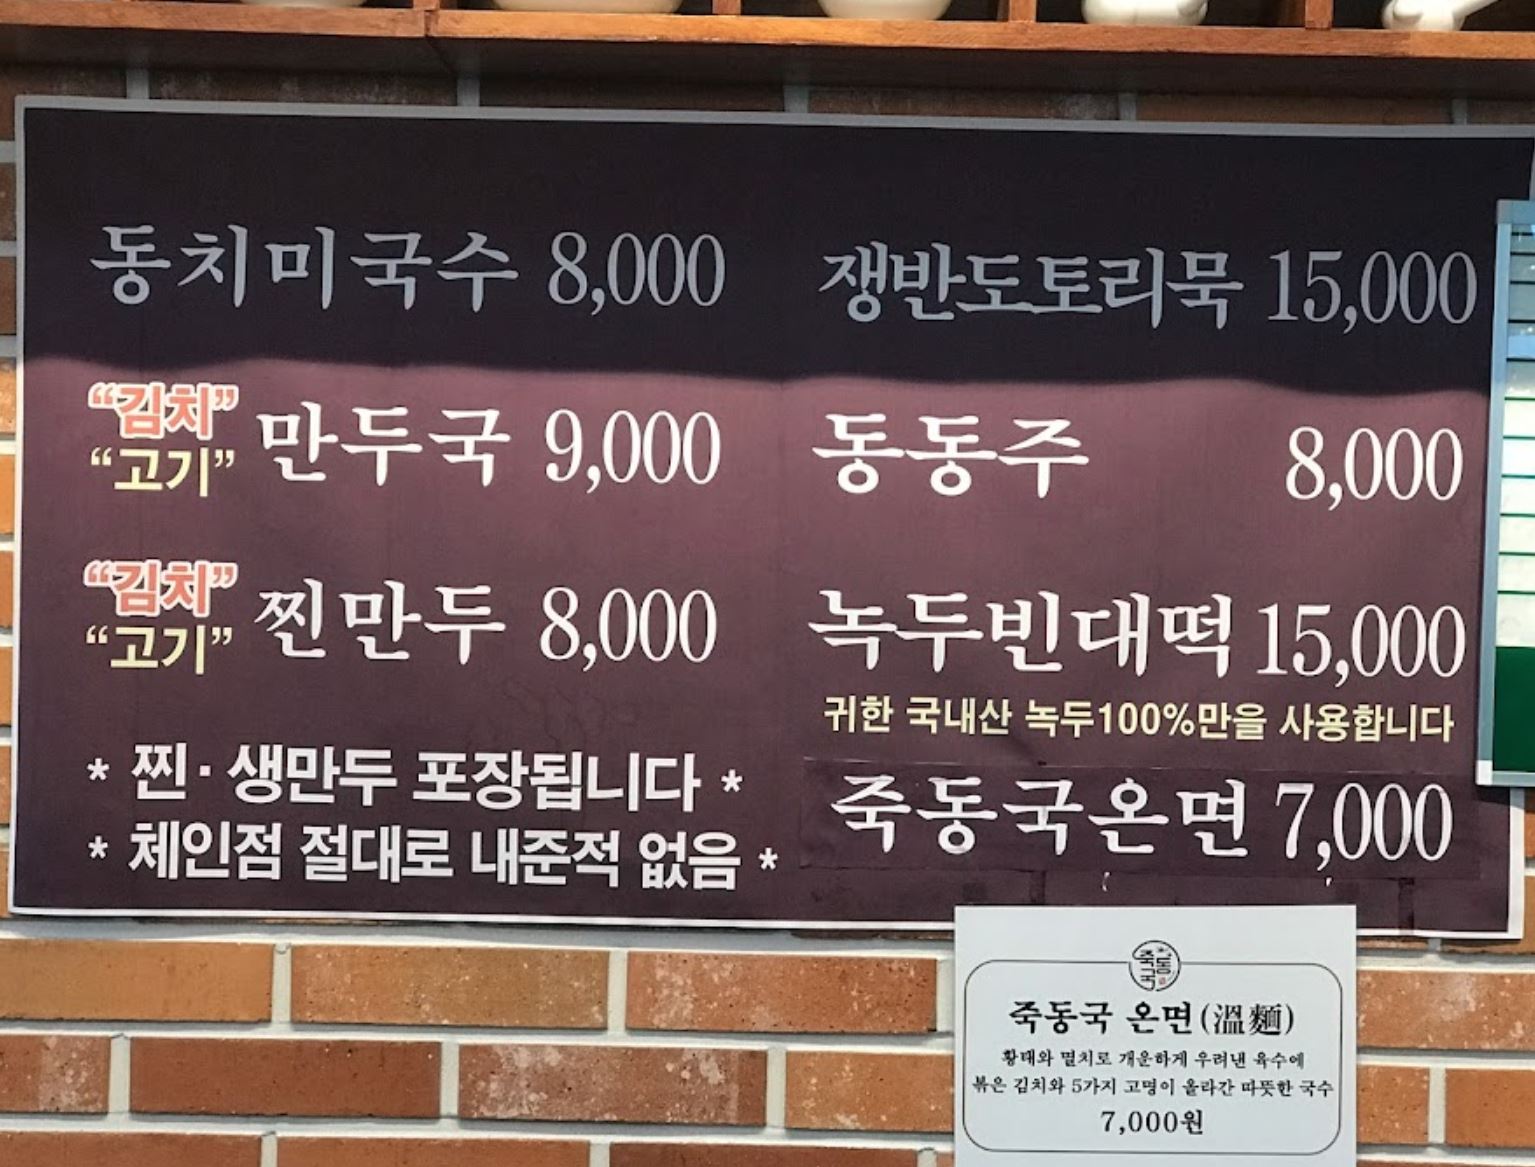 동치미국수 8,000
"김치"
"고기"
만두국 9,000
"김치"
"고기"
찐만두 8,000
* 찐·생만두 포장됩니다 *
* 체인점 절대로 내준적 없음 *
쟁반도토리묵 15,000
동동주 8,000
녹두빈대떡 15,000
귀한 국내산 녹두100%만을 사용합니다
죽동국온면 7,000
죽동국
죽동국 온면(溫麵)
황태와 멸치로 개운하게 우려낸 육수에
볶은 김치와 5가지 고명이 올라간 따뜻한 국수
7,000원